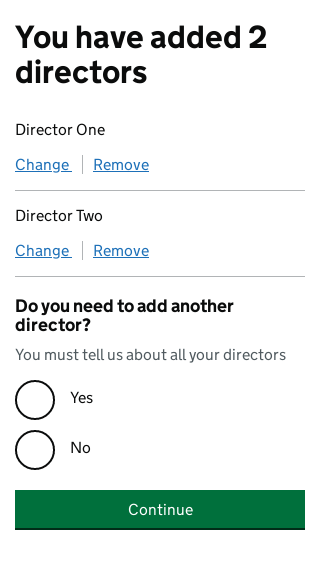 You have added 2
directors
Director One
Change Remove
Director Two
Change Remove
Do you need to add another
director?
You must tell us about all your directors
Yes
No
Continue